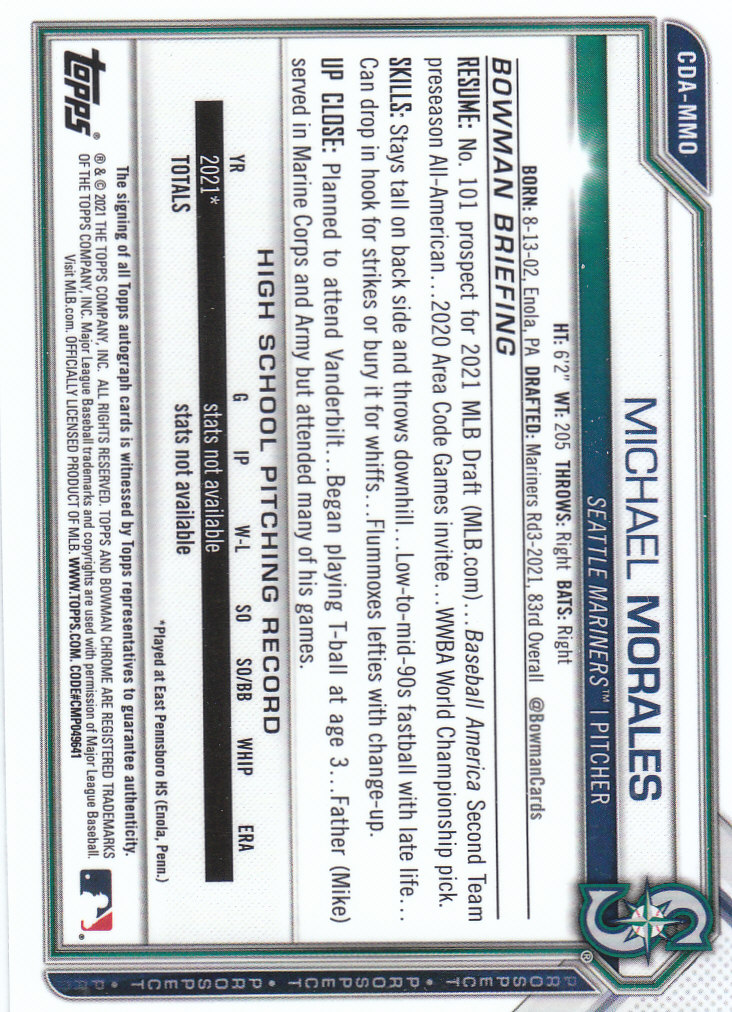 CDA-MMO
MICHAEL MORALES
SEATTLE MARINERS™ | PITCHER
HT: 6'2" WT: 205 THROWS: Right BATS: Right
BORN: 8-13-02, Enola, PA DRAFTED: Mariners Rd3-2021, 83rd Overall @BowmanCards
BOWMAN BRIEFING
RESUME: No. 101 prospect for 2021 MLB Draft (MLB.com)...Baseball America Second Team
preseason All-American...2020 Area Code Games invitee...WWBA World Championship pick.
SKILLS: Stays tall on back side and throws downhill...Low-to-mid-90s fastball with late life...
Can drop in hook for strikes or bury it for whiffs...Flummoxes lefties with change-up.
UP CLOSE: Planned to attend Vanderbilt...Began playing T-ball at age 3...Father (Mike)
served in Marine Corps and Army but attended many of his games.
HIGH SCHOOL PITCHING RECORD
YR G IP W-L SO SO/BB WHIP ERA
2021* stats not available
TOTALS stats not available
*Played at East Pennsboro HS (Enola, Penn.)
The signing of all Topps autograph cards is witnessed by Topps representatives to guarantee authenticity.
® & © 2021 THE TOPPS COMPANY, INC. ALL RIGHTS RESERVED. TOPPS AND BOWMAN CHROME ARE REGISTERED TRADEMARKS
OF THE TOPPS COMPANY, INC. Major League Baseball trademarks and copyrights are used with permission of Major League Baseball.
Visit MLB.com. OFFICIALLY LICENSED PRODUCT OF MLB. WWW.TOPPS.COM. CODE#CMP049641
topps®
S
®
®
PROSPECT • PROSPECT • PROSPECT • PR